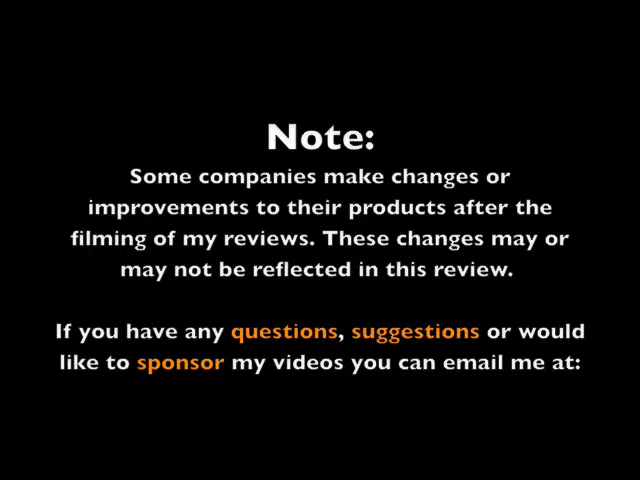 Note:
Some companies make changes or
improvements to their products after the
filming of my reviews. These changes may or
may not be reflected in this review.
If you have any questions, suggestions or would
like to sponsor my videos you can email me at: